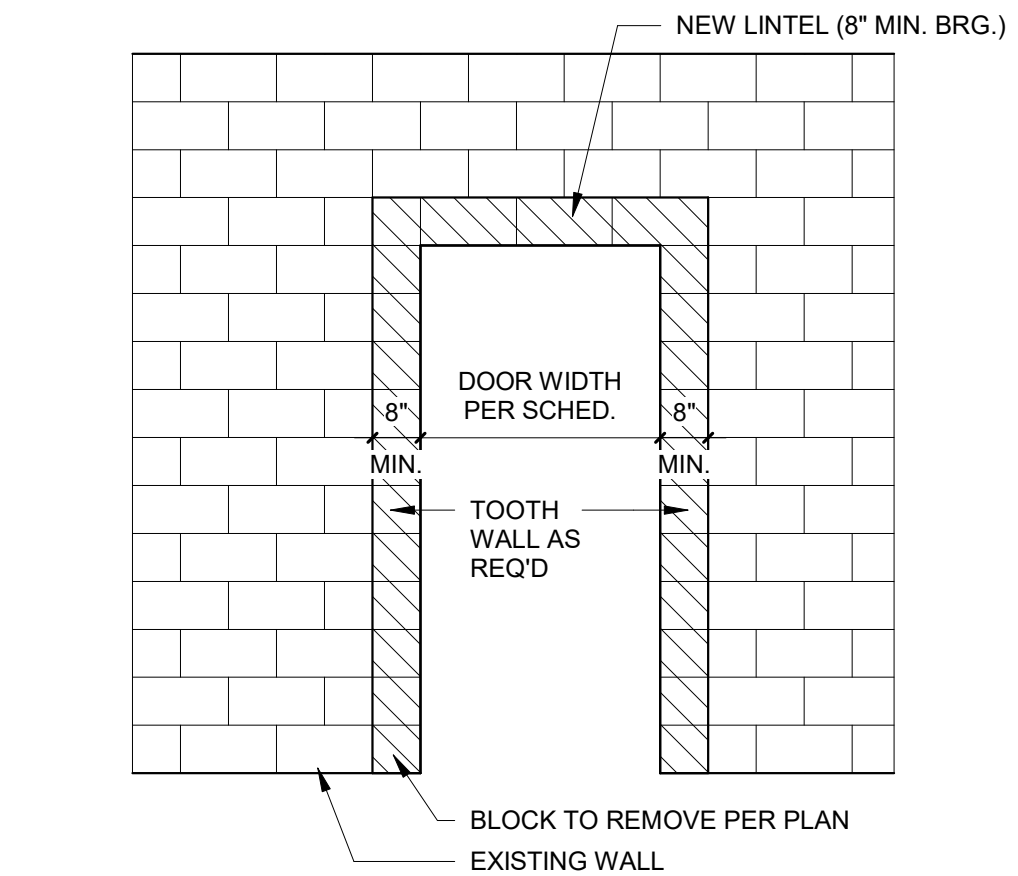 NEW LINTEL (8" MIN. BRG.)
DOOR WIDTH
PER SCHED.
8"
MIN.
8"
MIN.
TOOTH
WALL AS
REQ'D
BLOCK TO REMOVE PER PLAN
EXISTING WALL